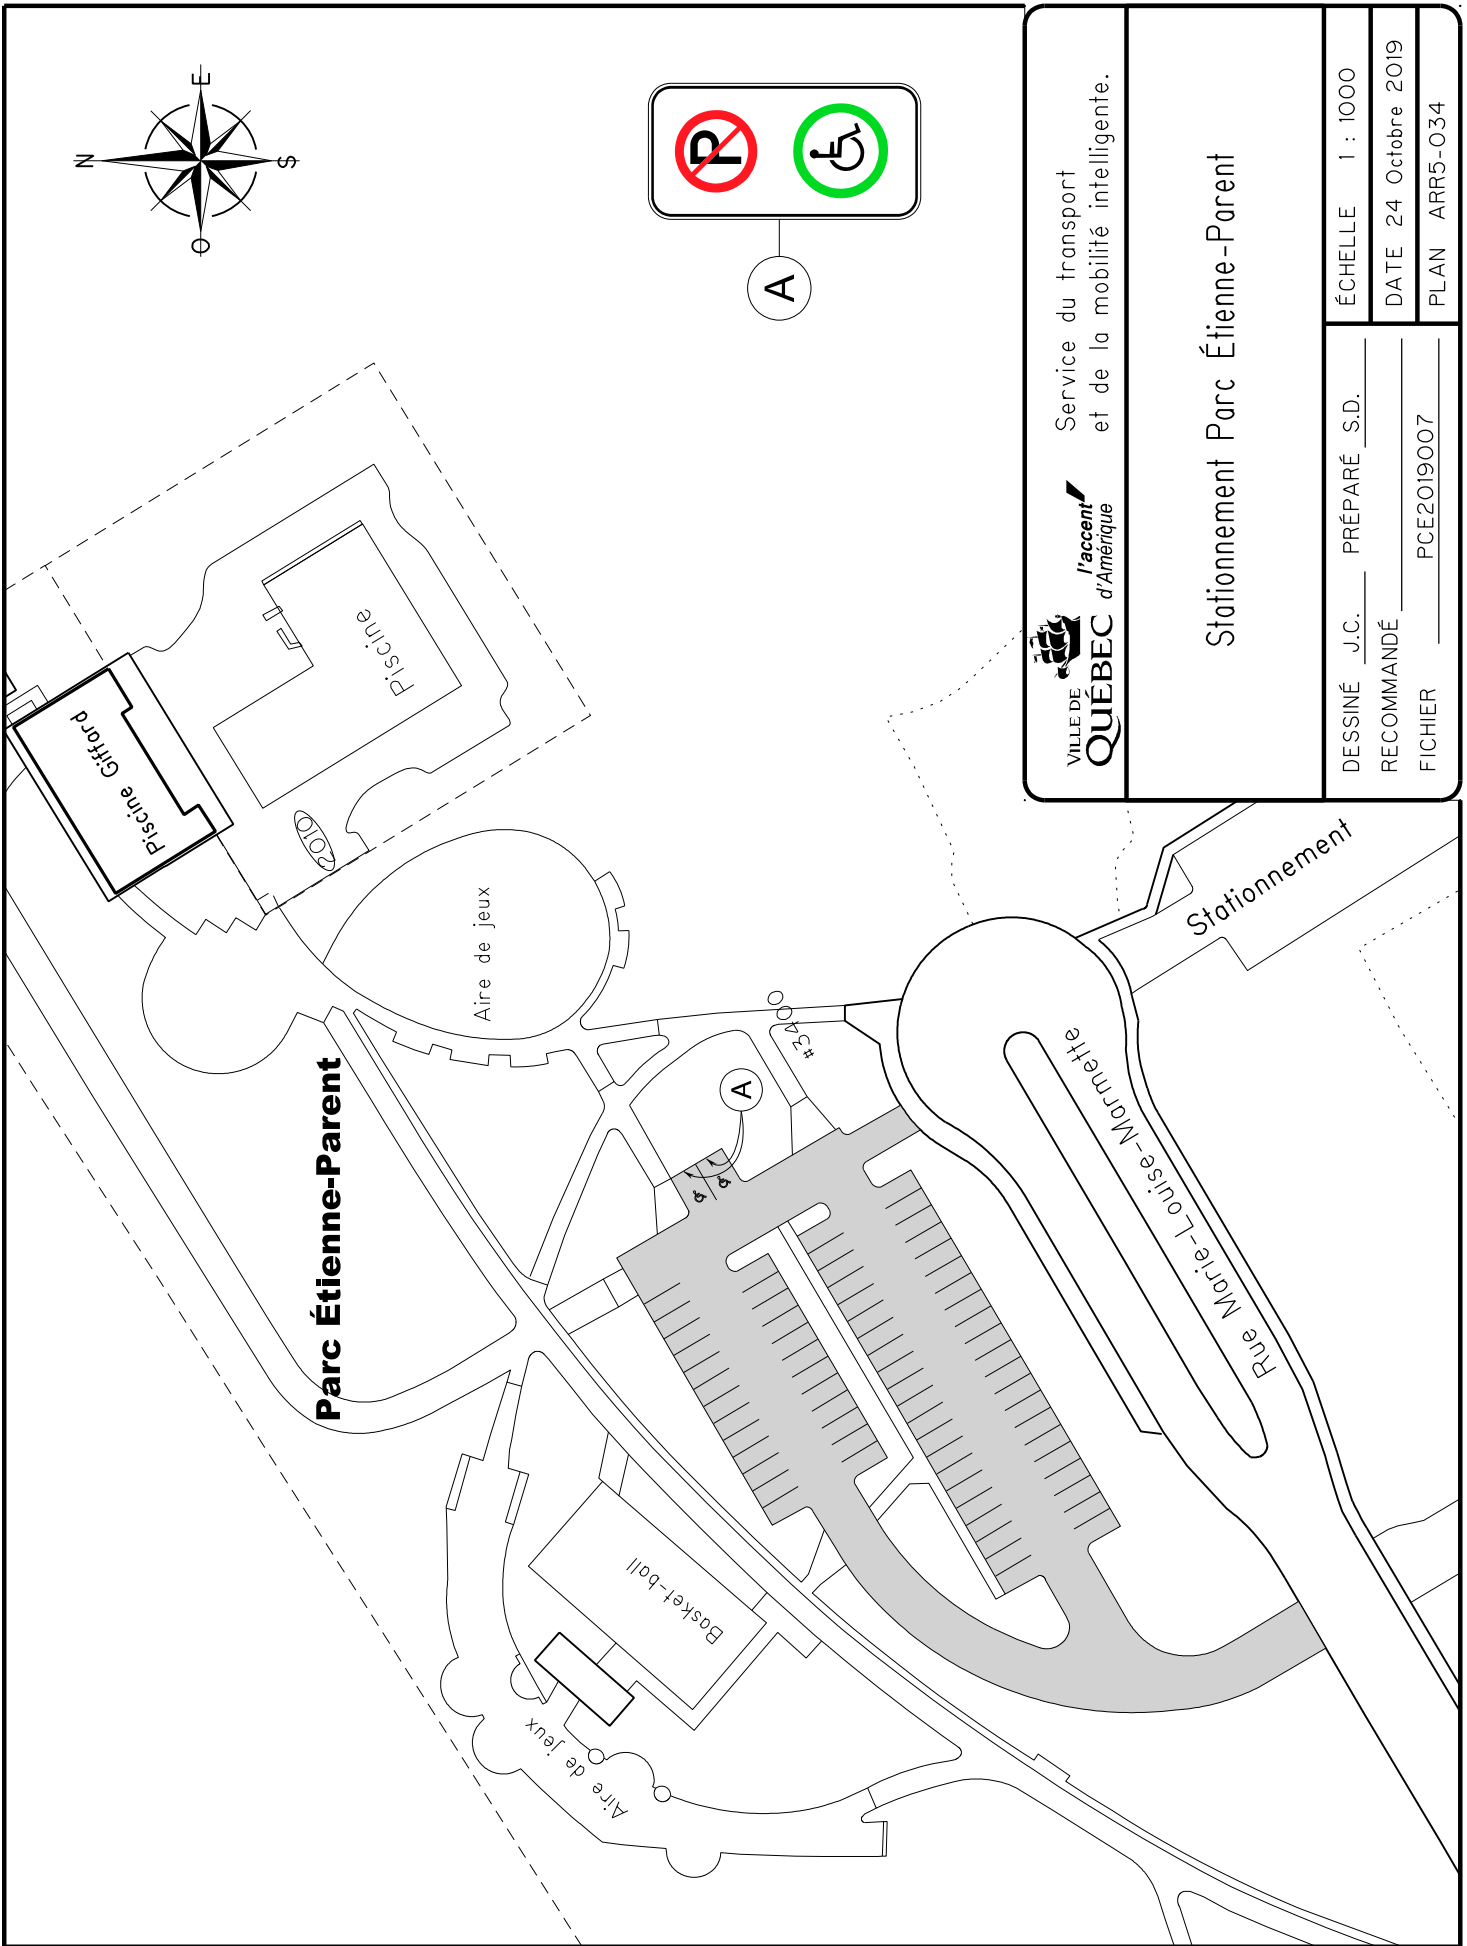 N
E
S
O
P
A
Piscine Giffard
Piscine
2010
Aire de jeux
Parc Étienne-Parent
#3400
A
Stationnement
Rue Marie-Louise-Marmette
Basket-ball
Aire de jeux
VILLE DE
QUÉBEC
l'accent
d'Amérique
Service du transport
et de la mobilité intelligente.
Stationnement Parc Étienne-Parent
DESSINÉ J.C. PRÉPARÉ S.D.
RECOMMANDÉ
FICHIER PCE2019007
ÉCHELLE 1 : 1000
DATE 24 Octobre 2019
PLAN ARR5-034